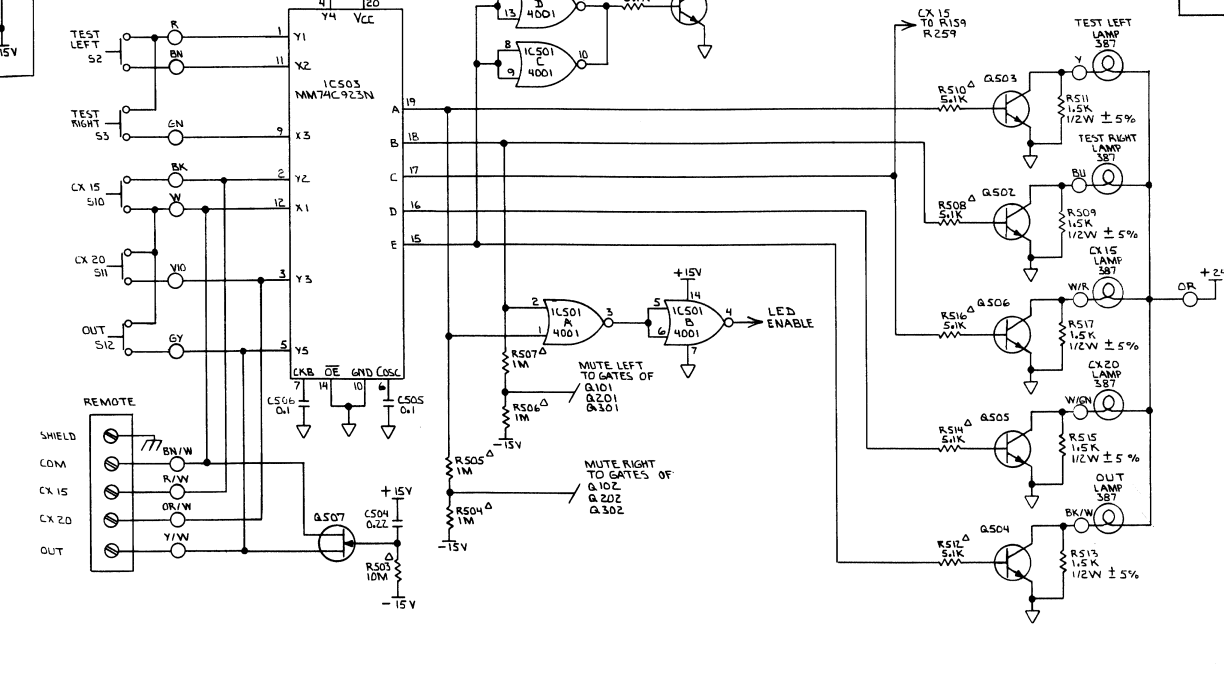 4
20
Y4
VCC
13
D
4001
CX 15
TO R159
R259
TEST LEFT
LAMP
387
15V
TEST
LEFT
S2
R
1
Y1
BN
11
X2
IC503
MM74C923N
8
9
IC501
C
4001
10
Y
Q503
R510△
5.1K
R511
1.5K
1/2W ±5%
TEST
RIGHT
S3
GN
9
X3
A
19
B
18
C
17
D
16
E
15
TEST RIGHT
LAMP
387
BU
Q502
R508△
5.1K
R509
1.5K
1/2W ±5%
CX 15
S10
BK
2
Y2
W
12
X1
CX 20
S11
VIO
3
Y3
OUT
S12
GY
5
Y5
CX15
LAMP
387
W/R
Q506
R516△
5.1K
R517
1.5K
1/2W ±5%
OR
+24
+15V
14
2
1
IC501
A
4001
3
5
6
IC501
B
4001
4
7
LED
ENABLE
R507△
1M
R506△
1M
-15V
MUTE LEFT
TO GATES OF
Q101
Q201
Q301
CKB
OE
GND
COSC
7
14
10
6
C506
0.1
C505
0.1
CX20
LAMP
387
W/GN
Q505
R514△
5.1K
R515
1.5K
1/2W ±5%
REMOTE
SHIELD
COM
BN/W
CX 15
R/W
CX 20
OR/W
OUT
Y/W
Q507
+15V
C504
0.22
R503△
10M
-15V
R505△
1M
R504△
1M
-15V
MUTE RIGHT
TO GATES OF
Q102
Q202
Q302
OUT
LAMP
387
BK/W
Q504
R512△
5.1K
R513
1.5K
1/2W ±5%